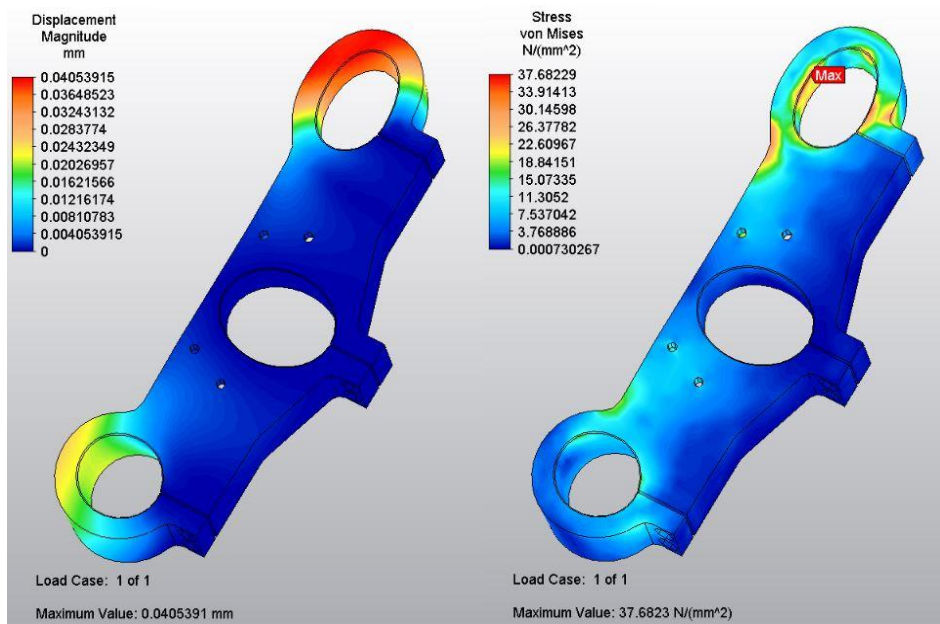 Displacement
Magnitude
mm
0.04053915
0.03648523
0.03243131
0.0283774
0.02432349
0.02026957
0.01621566
0.01216174
0.00810783
0.004053915
0
Load Case: 1 of 1
Maximum Value: 0.0405391 mm
Stress
von Mises
N/(mm^2)
37.68229
33.91413
30.14598
26.37782
22.60967
18.84151
15.07335
11.3052
7.537042
3.768886
0.000730267
Max
Load Case: 1 of 1
Maximum Value: 37.6823 N/(mm^2)